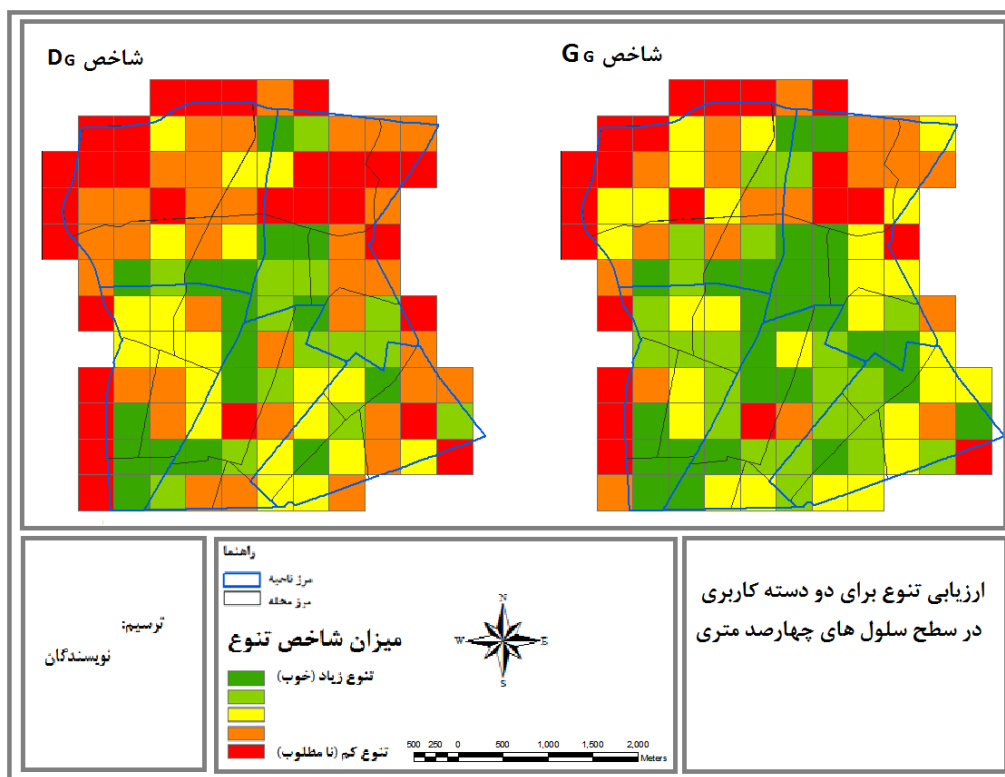 شاخص DG
شاخص GG
راهنما
مرز ناحیه
مرز محله
میزان شاخص تنوع
تنوع زیاد (خوب)
تنوع کم (نا مطلوب)
N
W
E
S
500 250 0 500 1,000 1,500 2,000
Meters
ارزیابی تنوع برای دو دسته کاربری
در سطح سلول های چهارصد متری
ترسیم:
نویسندگان